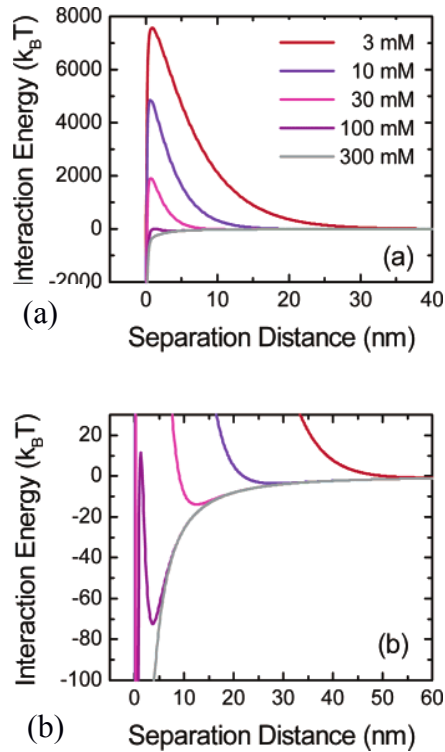 8000
6000
4000
2000
0
-2000
Interaction Energy (kBT)
3 mM
10 mM
30 mM
100 mM
300 mM
(a)
0 10 20 30 40
(a)
Separation Distance (nm)
20
0
-20
-40
-60
-80
-100
Interaction Energy (kBT)
(b)
0 10 20 30 40 50 60
(b)
Separation Distance (nm)